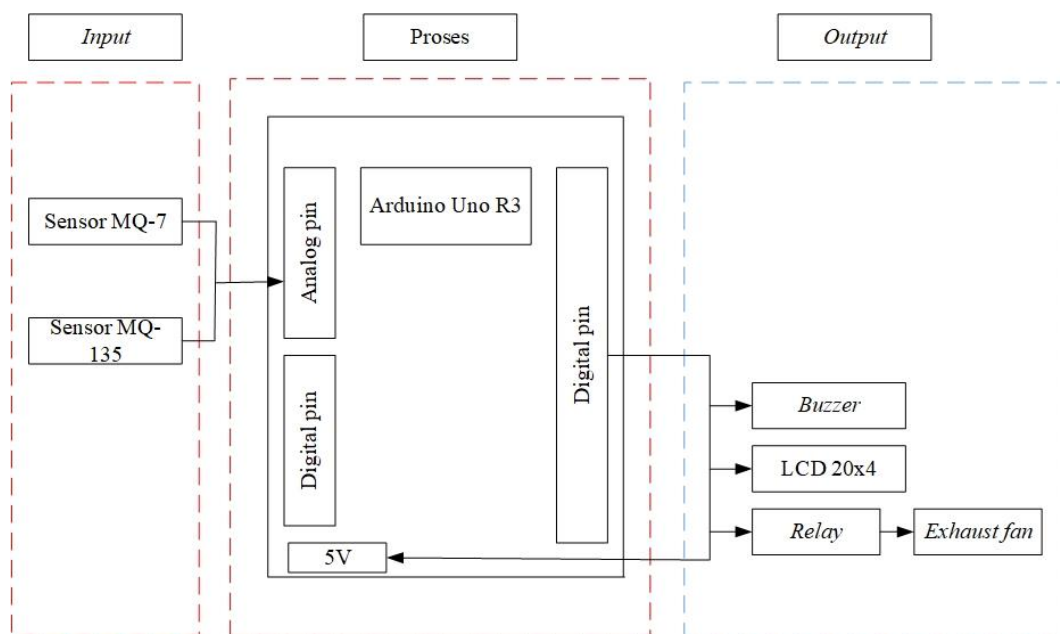 Input
Proses
Output
Sensor MQ-7
Sensor MQ-
135
Analog pin
Digital pin
5V
Arduino Uno R3
Digital pin
Buzzer
LCD 20x4
Relay
Exhaust fan